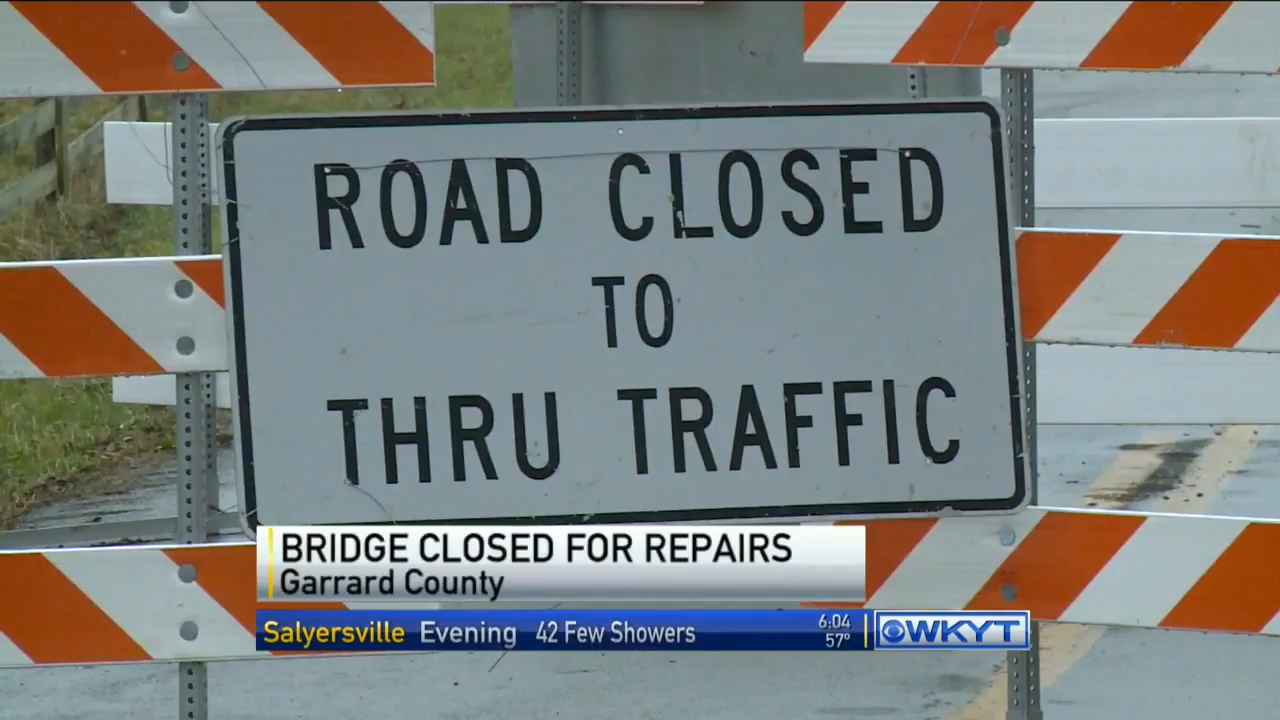 ROAD CLOSED
TO
THRU TRAFFIC
BRIDGE CLOSED FOR REPAIRS
Garrard County
Salyersville Evening 42 Few Showers 6:04
57° WKYT